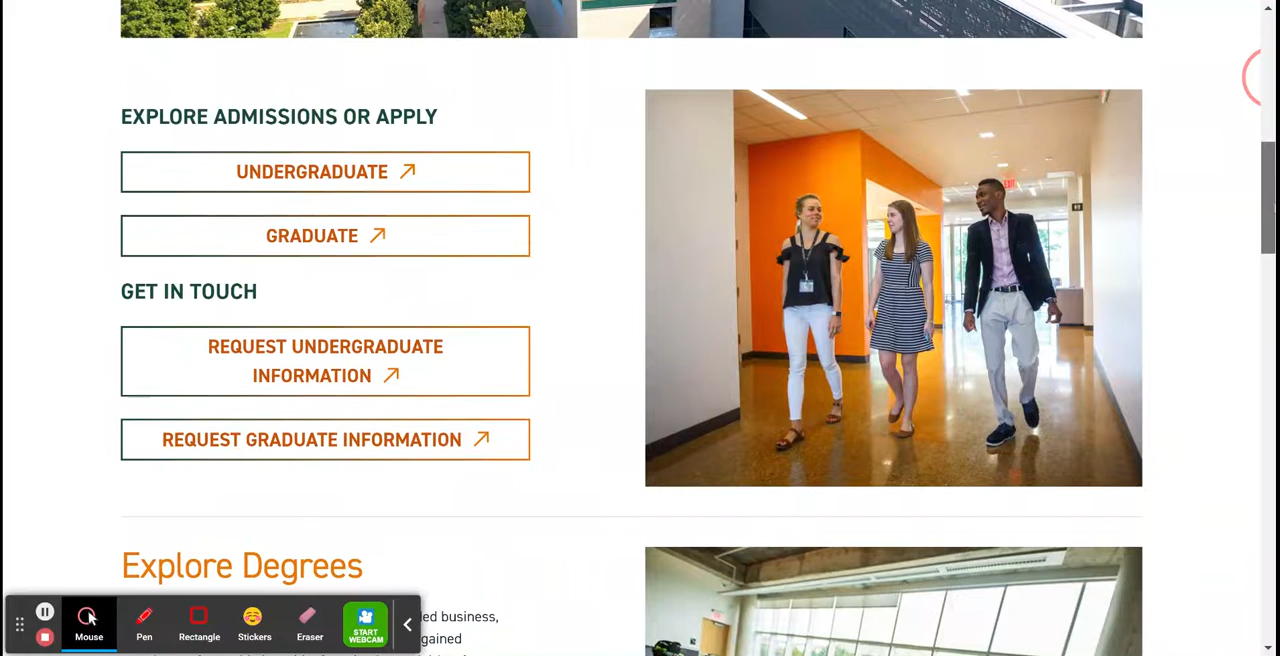 EXPLORE ADMISSIONS OR APPLY
UNDERGRADUATE
GRADUATE
GET IN TOUCH
REQUEST UNDERGRADUATE
INFORMATION
REQUEST GRADUATE INFORMATION
EXIT
Explore Degrees
business,
gained
Mouse
Pen
Rectangle
Stickers
Eraser
START
WEBCAM